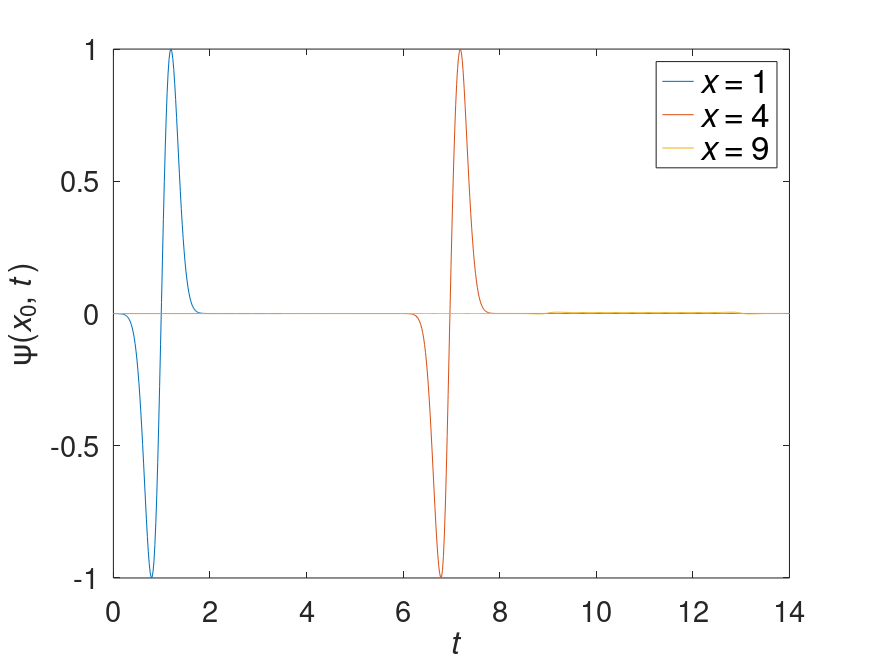 1
0.5
0
-0.5
-1
ψ(x₀, t)
0 2 4 6 8 10 12 14
t
x = 1
x = 4
x = 9